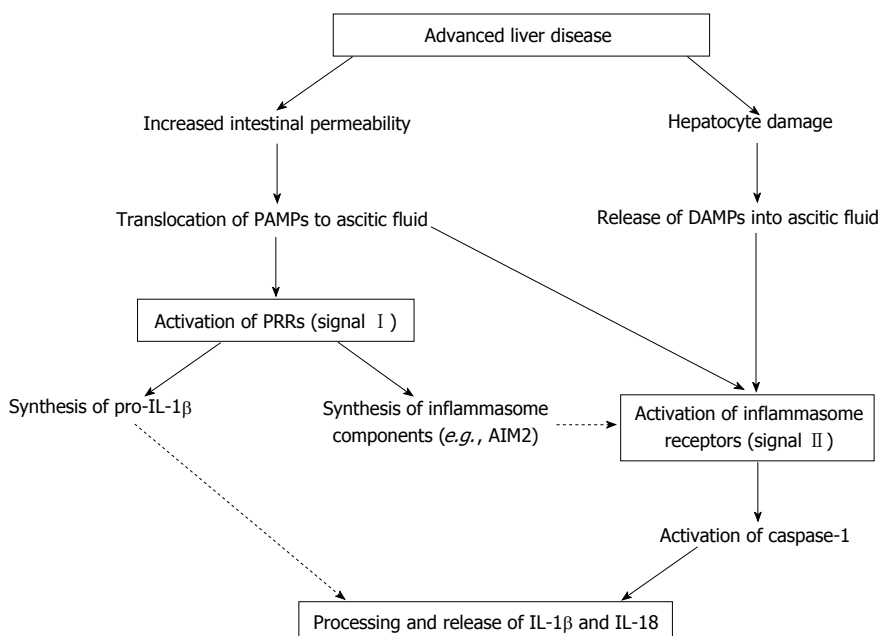 Advanced liver disease
Increased intestinal permeability
Hepatocyte damage
Translocation of PAMPs to ascitic fluid
Release of DAMPs into ascitic fluid
Activation of PRRs (signal Ⅰ)
Synthesis of pro-IL-1β
Synthesis of inflammasome
components (e.g., AIM2)
Activation of inflammasome
receptors (signal Ⅱ)
Activation of caspase-1
Processing and release of IL-1β and IL-18